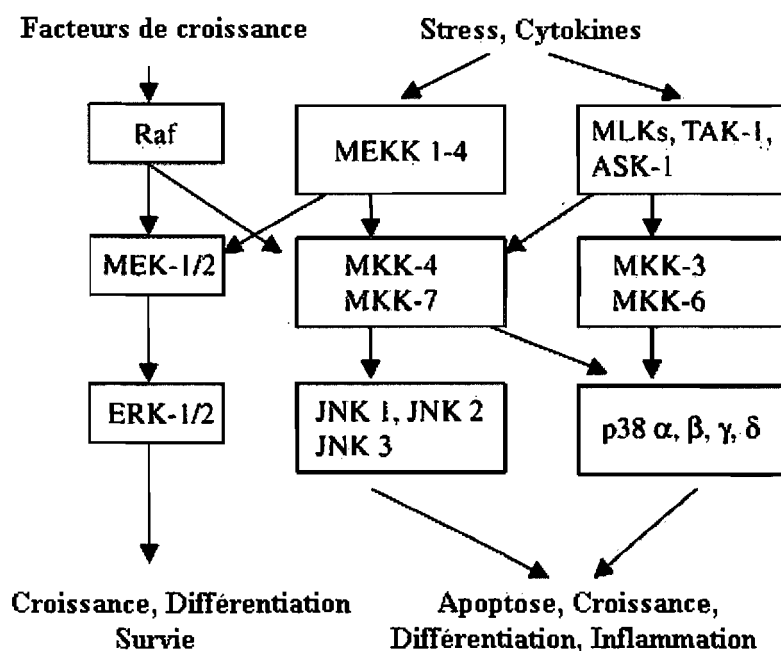 Facteurs de croissance
Stress, Cytokines
Raf
MEKK 1-4
MLKs, TAK-1,
ASK-1
MEK-1/2
MKK-4
MKK-7
MKK-3
MKK-6
ERK-1/2
JNK 1, JNK 2
JNK 3
p38 α, β, γ, δ
Croissance, Différentiation
Survie
Apoptose, Croissance,
Différentiation, Inflammation